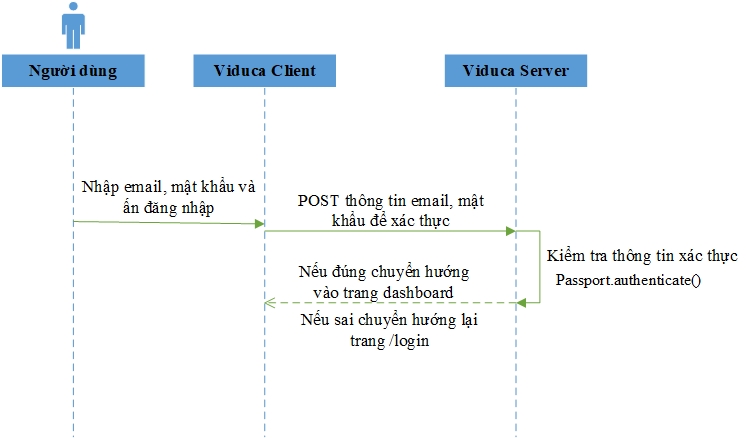 Người dùng
Viduca Client
Viduca Server
Nhập email, mật khẩu và
ấn đăng nhập
POST thông tin email, mật
khẩu để xác thực
Kiểm tra thông tin xác thực
Passport.authenticate()
Nếu đúng chuyển hướng
vào trang dashboard
Nếu sai chuyển hướng lại
trang /login